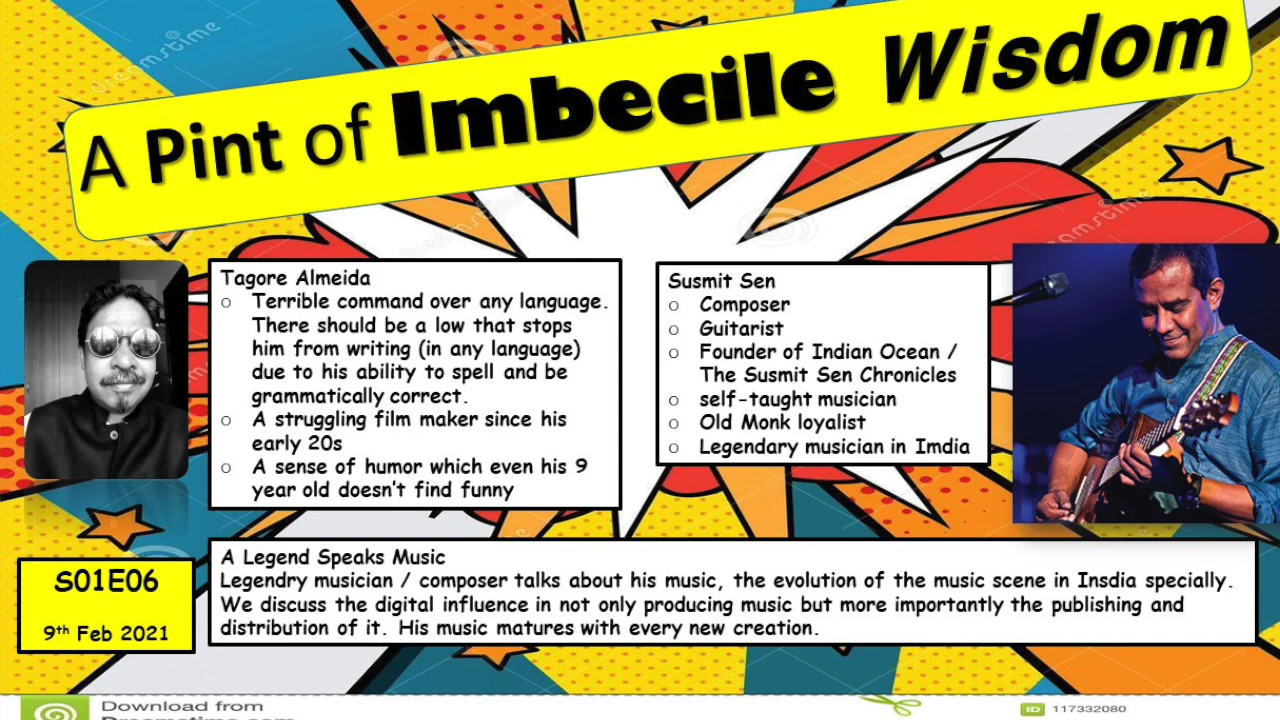 dreamstime
A Pint of Imbecile Wisdom
Tagore Almeida
o Terrible command over any language.
There should be a low that stops
him from writing (in any language)
due to his ability to spell and be
grammatically correct.
o A struggling film maker since his
early 20s
o A sense of humor which even his 9
year old doesn't find funny
Susmit Sen
o Composer
o Guitarist
o Founder of Indian Ocean /
The Susmit Sen Chronicles
o self-taught musician
o Old Monk loyalist
o Legendary musician in Imdia
S01E06
9th Feb 2021
A Legend Speaks Music
Legendry musician / composer talks about his music, the evolution of the music scene in Insdia specially.
We discuss the digital influence in not only producing music but more importantly the publishing and
distribution of it. His music matures with every new creation.
Download from
Dreamstime.com
ID 117332080